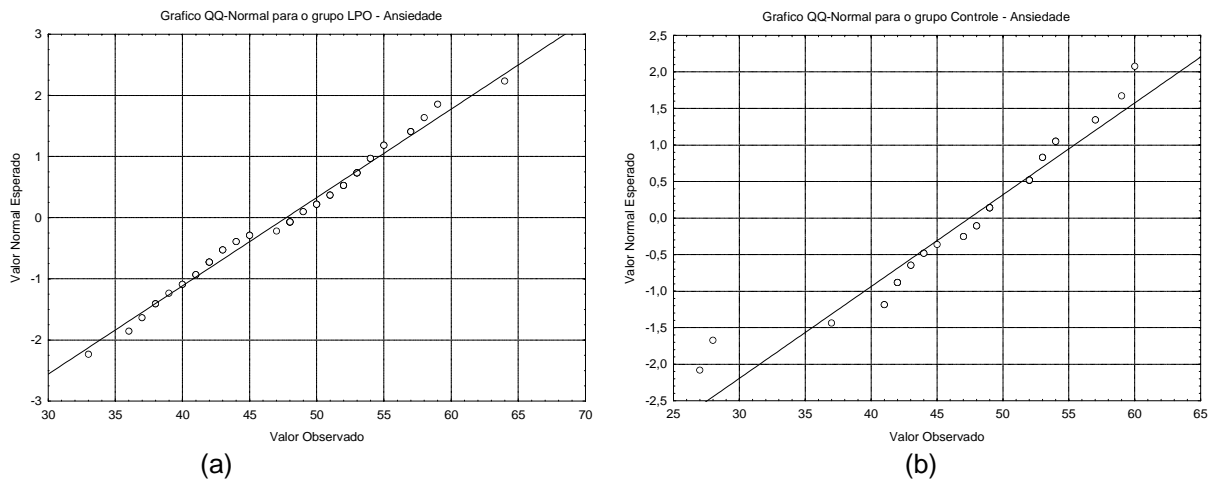 Grafico QQ-Normal para o grupo LPO - Ansiedade
3
2
1
0
-1
-2
-3
Valor Normal Esperado
30 35 40 45 50 55 60 65 70
Valor Observado
(a)
Grafico QQ-Normal para o grupo Controle - Ansiedade
2,5
2,0
1,5
1,0
0,5
0,0
-0,5
-1,0
-1,5
-2,0
-2,5
Valor Normal Esperado
25 30 35 40 45 50 55 60 65
Valor Observado
(b)